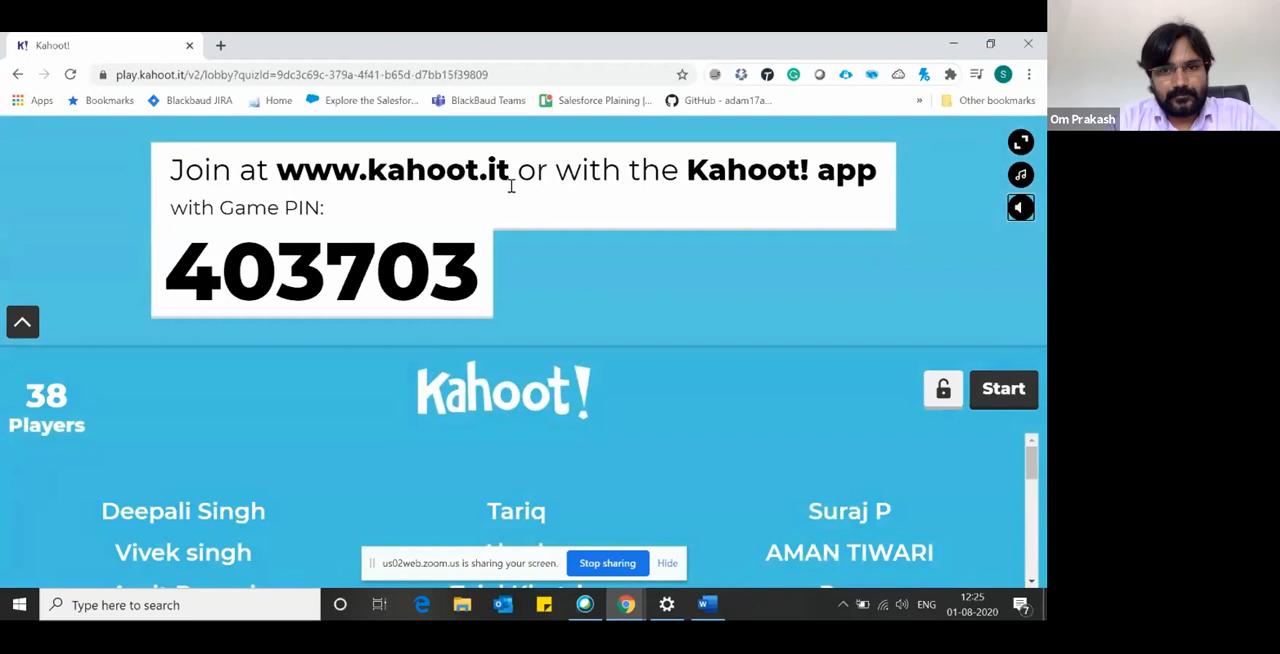 Kahoot!
play.kahoot.it/v2/lobby?quizId=9dc3c69c-379a-4f41-b65d-d7bb15f39809
Apps Bookmarks Blackbaud JIRA Home Explore the Salesfor... BlackBaud Teams Salesforce Plaining |... GitHub - adam17a... » Other bookmarks
S
Om Prakash
Join at www.kahoot.it or with the Kahoot! app
with Game PIN:
403703
38
Players
Kahoot!
Start
Deepali Singh Tariq Suraj P
Vivek singh AMAN TIWARI
us02web.zoom.us is sharing your screen. Stop sharing Hide
Type here to search
ENG
12:25
01-08-2020
7